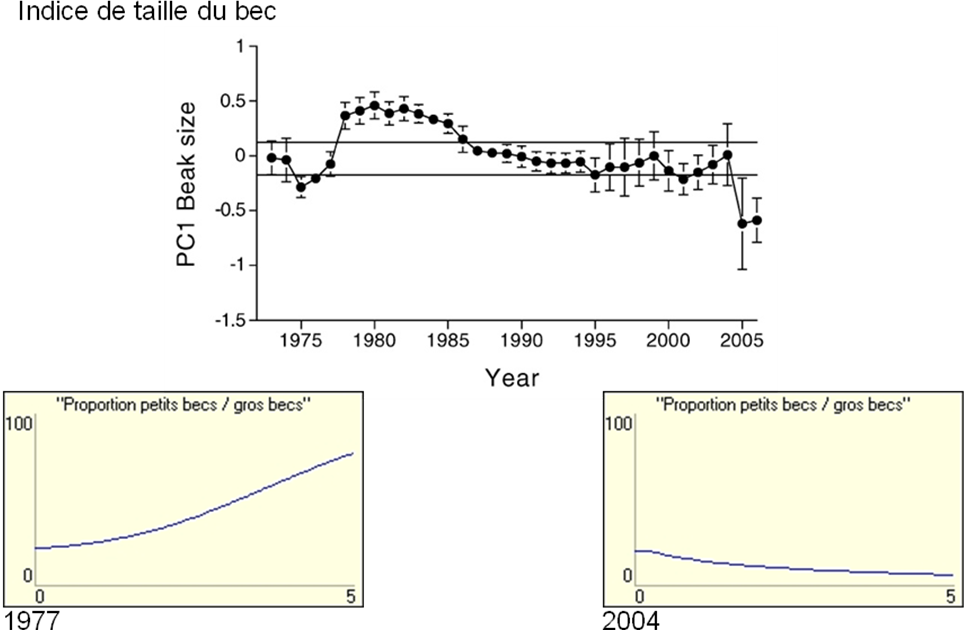 Indice de taille du bec
1
0.5
0
-0.5
-1
-1.5
PC1 Beak size
1975 1980 1985 1990 1995 2000 2005
Year
"Proportion petits becs / gros becs"
100
0
0 5
1977
"Proportion petits becs / gros becs"
100
0
0 5
2004